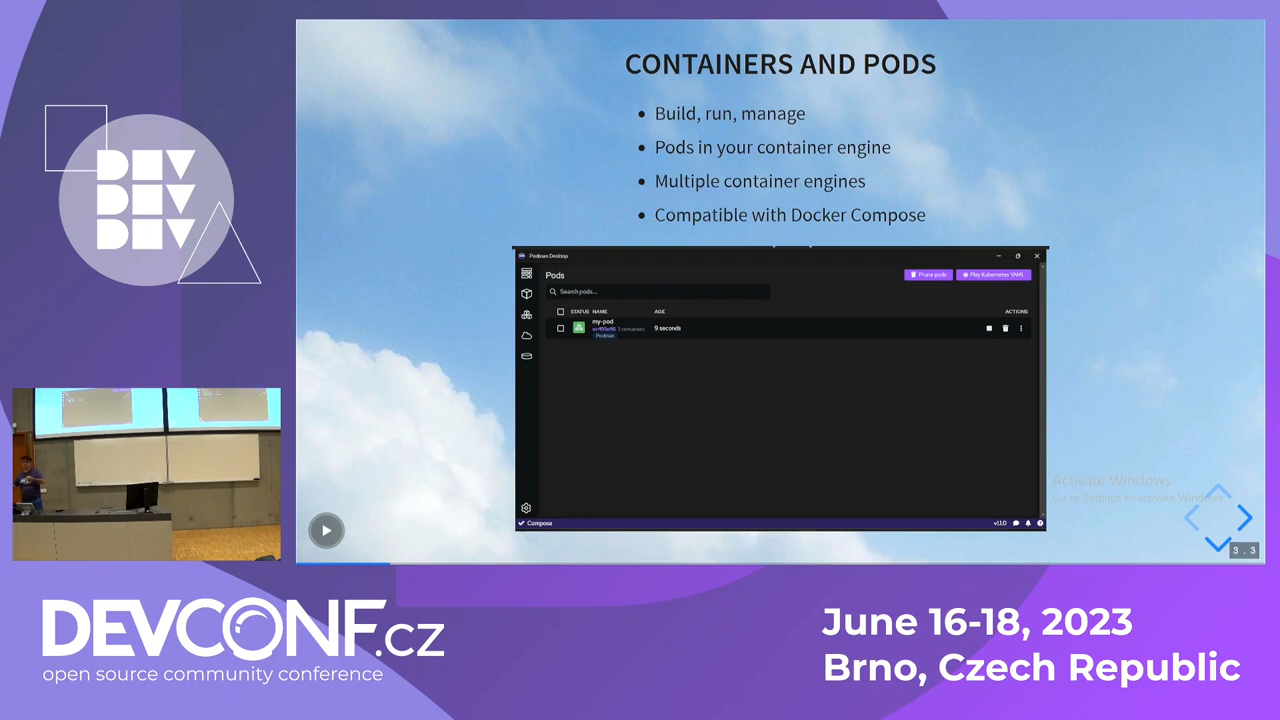 CONTAINERS AND PODS
Build, run, manage
Pods in your container engine
Multiple container engines
Compatible with Docker Compose
Podman Desktop
Pods
Prune pods
Play Kubernetes YAML
Search pods...
STATUS NAME AGE ACTIONS
my-pod
3 containers
9 seconds
Podman
Compose
v1.1.0
Activate Windows
Go to Settings to activate Windows.
3 . 3
DEV
DEV
DEV
DEVCONF.cz
open source community conference
June 16-18, 2023
Brno, Czech Republic